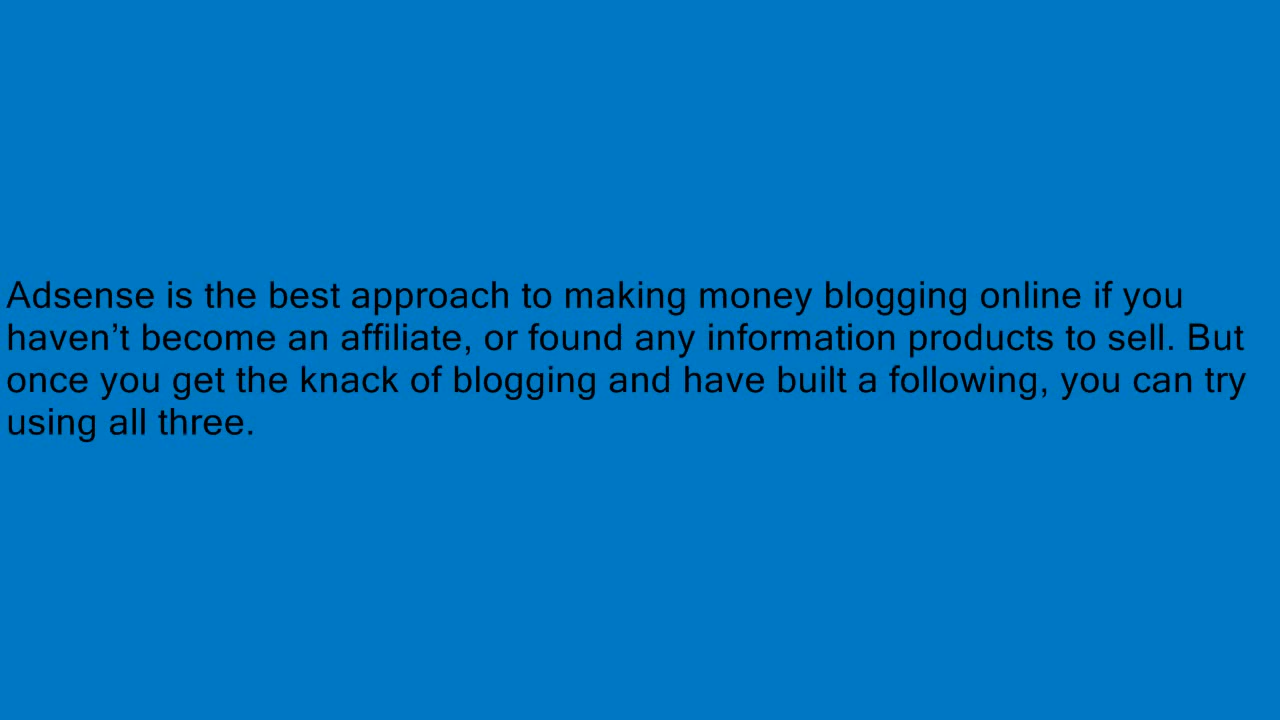 Adsense is the best approach to making money blogging online if you
haven’t become an affiliate, or found any information products to sell. But
once you get the knack of blogging and have built a following, you can try
using all three.